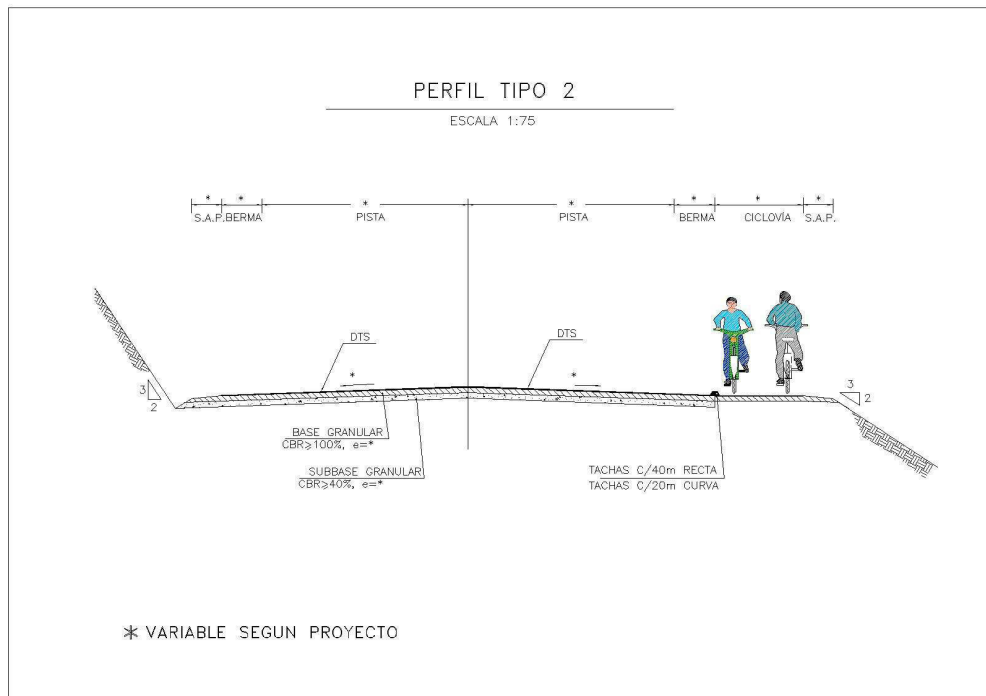 PERFIL TIPO 2
ESCALA 1:75
* * * * * * *
S.A.P. BERMA PISTA PISTA BERMA CICLOVÍA S.A.P.
DTS DTS
* *
3
2
3
2
BASE GRANULAR
CBR≥100%, e=*
SUBBASE GRANULAR
CBR≥40%, e=*
TACHAS C/40m RECTA
TACHAS C/20m CURVA
* VARIABLE SEGUN PROYECTO